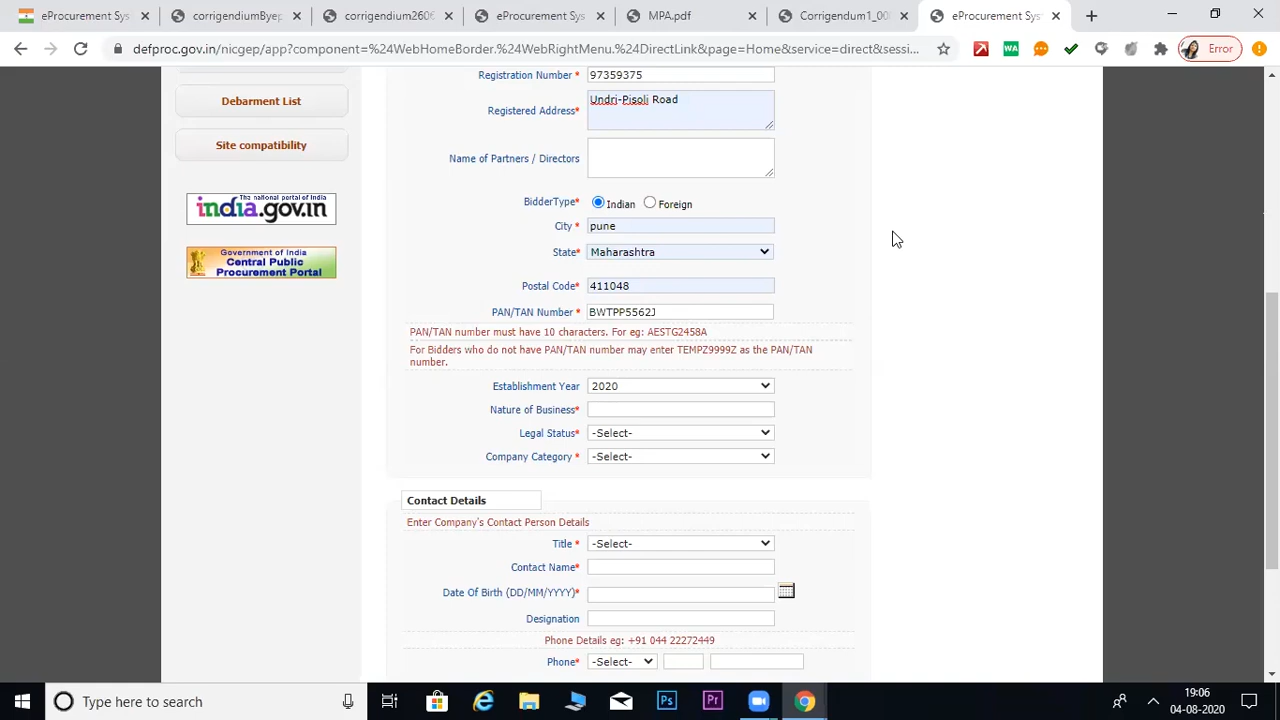 eProcurement Sys
corrigendiumByep
corrigendum260
eProcurement Sys
MPA.pdf
Corrigendum1_00
eProcurement Sys
defproc.gov.in/nicgep/app?component=%24WebHomeBorder.%24WebRightMenu.%24DirectLink&page=Home&service=direct&sessi...
WA
Error
Debarment List
Site compatibility
The national portal of India
india.gov.in
Government of India
Central Public
Procurement Portal
Registration Number * 97359375
Registered Address* Undri-Pisoli Road
Name of Partners / Directors
BidderType* Indian Foreign
City * pune
State* Maharashtra
Postal Code* 411048
PAN/TAN Number * BWTPP5562J
PAN/TAN number must have 10 characters. For eg: AESTG2458A
For Bidders who do not have PAN/TAN number may enter TEMPZ9999Z as the PAN/TAN
number.
Establishment Year 2020
Nature of Business*
Legal Status* -Select-
Company Category * -Select-
Contact Details
Enter Company's Contact Person Details
Title * -Select-
Contact Name*
Date Of Birth (DD/MM/YYYY)*
Designation
Phone Details eg: +91 044 22272449
Phone* -Select-
Type here to search
Ps
Pr
19:06
04-08-2020